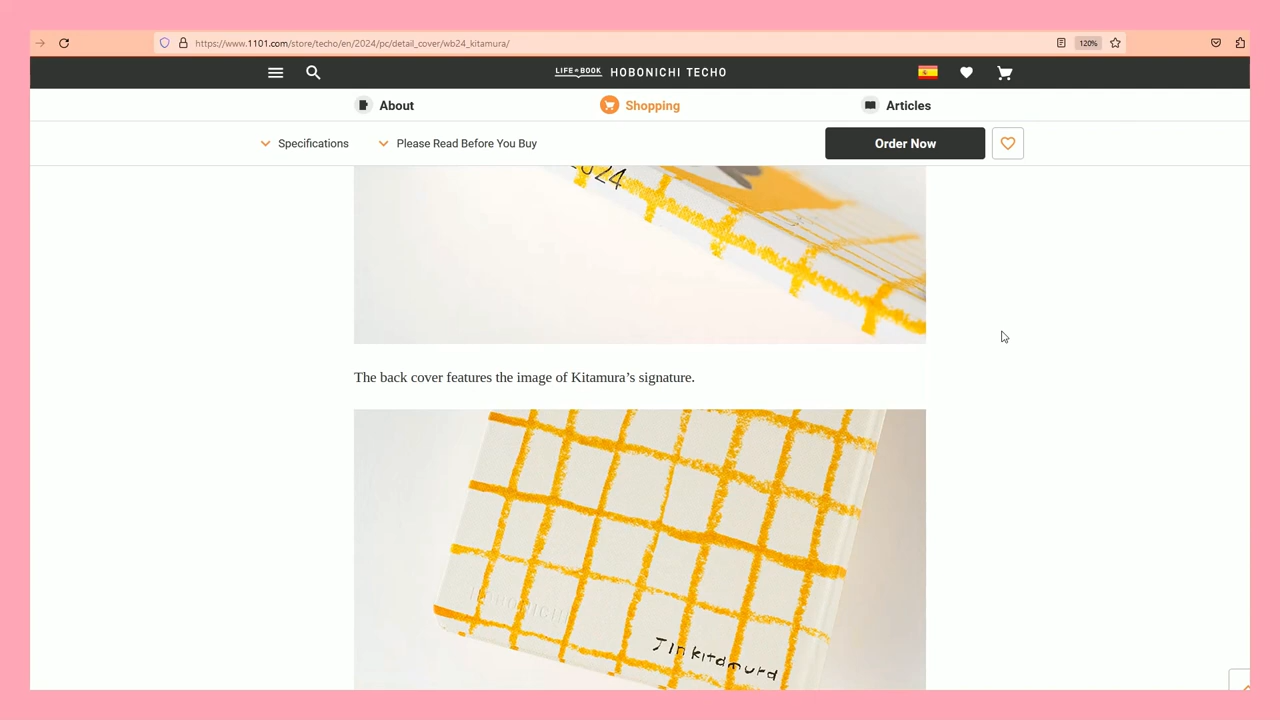 https://www.1101.com/store/techo/en/2024/pc/detail_cover/wb24_kitamura/
120%
LIFE BOOK HOBONICHI TECHO
About
Shopping
Articles
Specifications
Please Read Before You Buy
Order Now
2024
The back cover features the image of Kitamura’s signature.
HOBONICHI
Jin kitamura